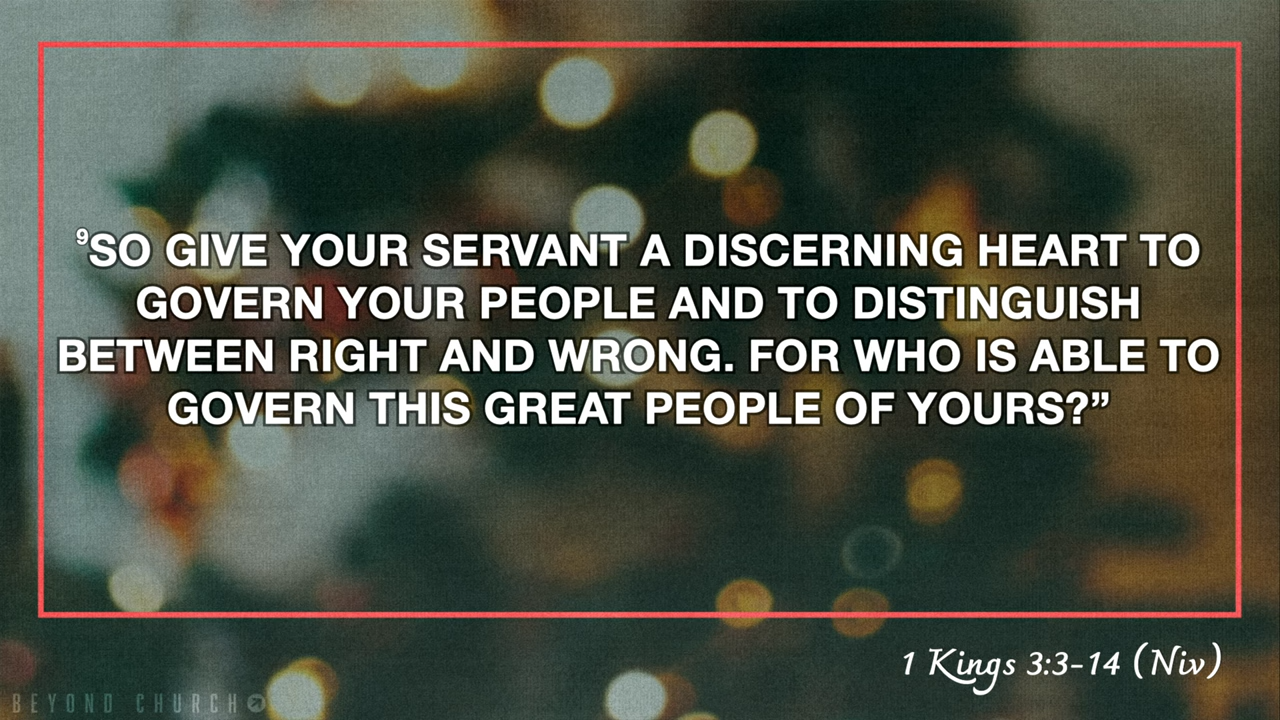 ⁹SO GIVE YOUR SERVANT A DISCERNING HEART TO
GOVERN YOUR PEOPLE AND TO DISTINGUISH
BETWEEN RIGHT AND WRONG. FOR WHO IS ABLE TO
GOVERN THIS GREAT PEOPLE OF YOURS?”
1 Kings 3:3-14 (Niv)
BEYOND CHURCH